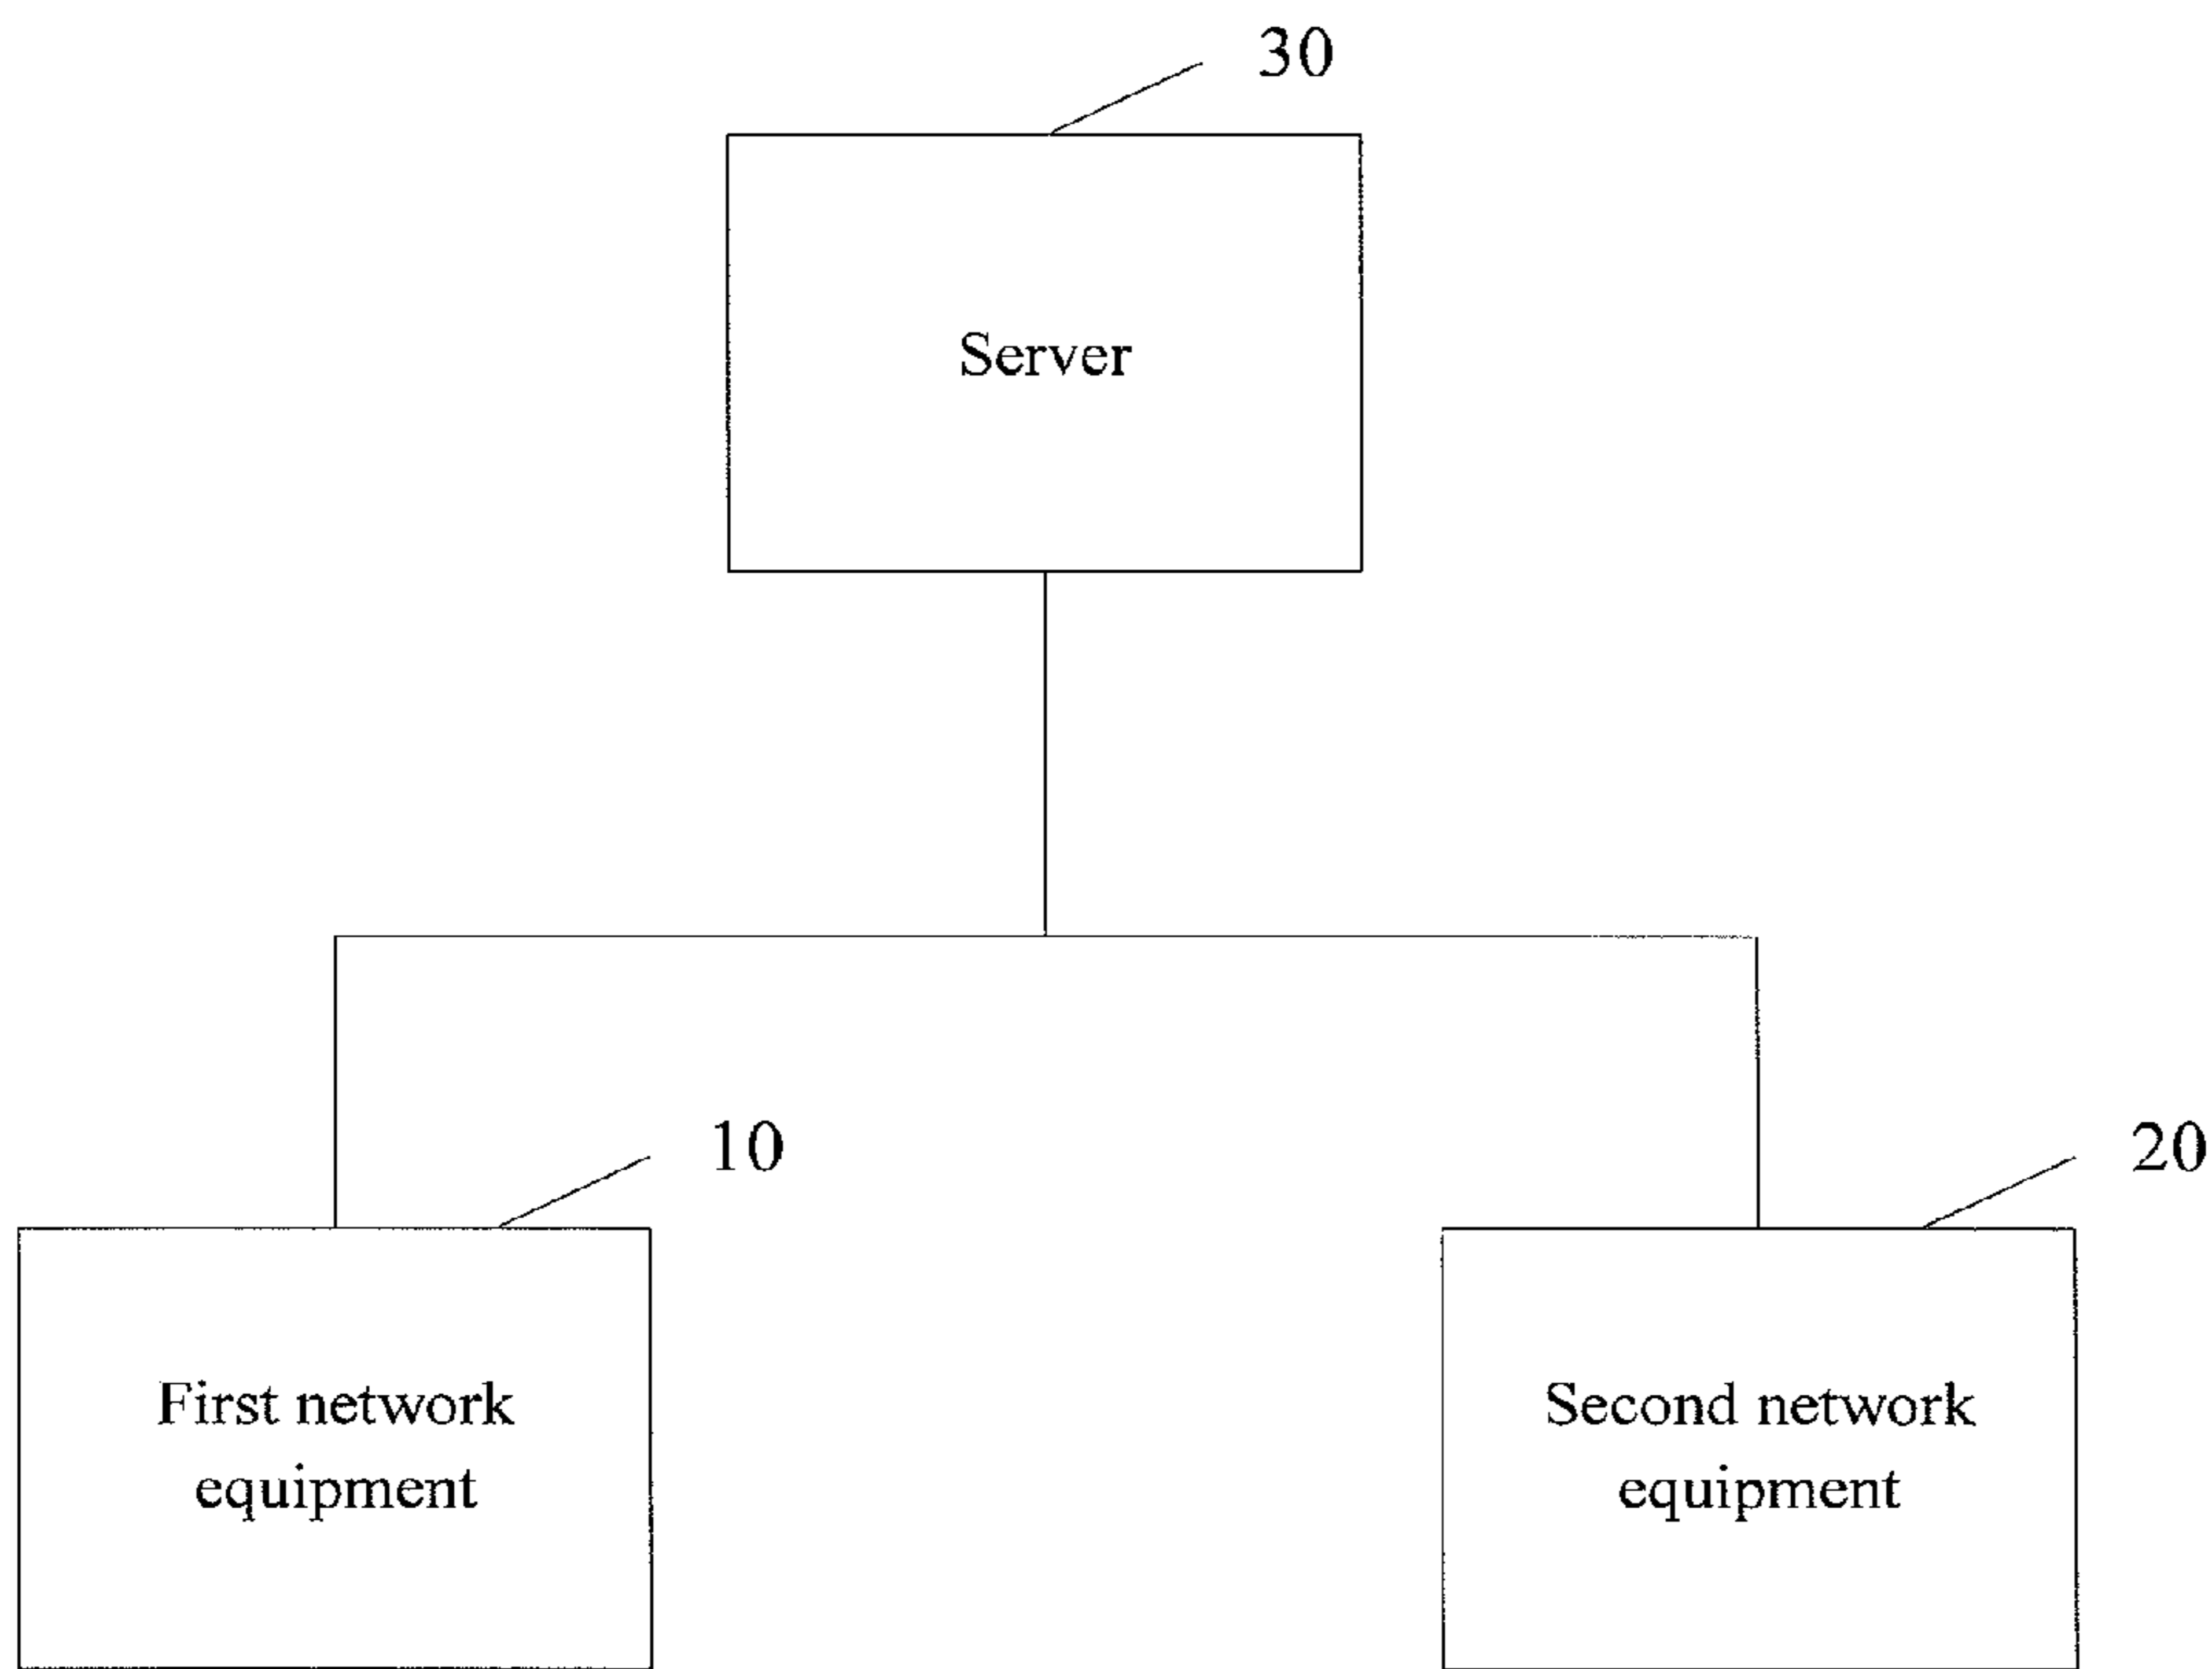 30
Server
10
20
First network
equipment
Second network
equipment